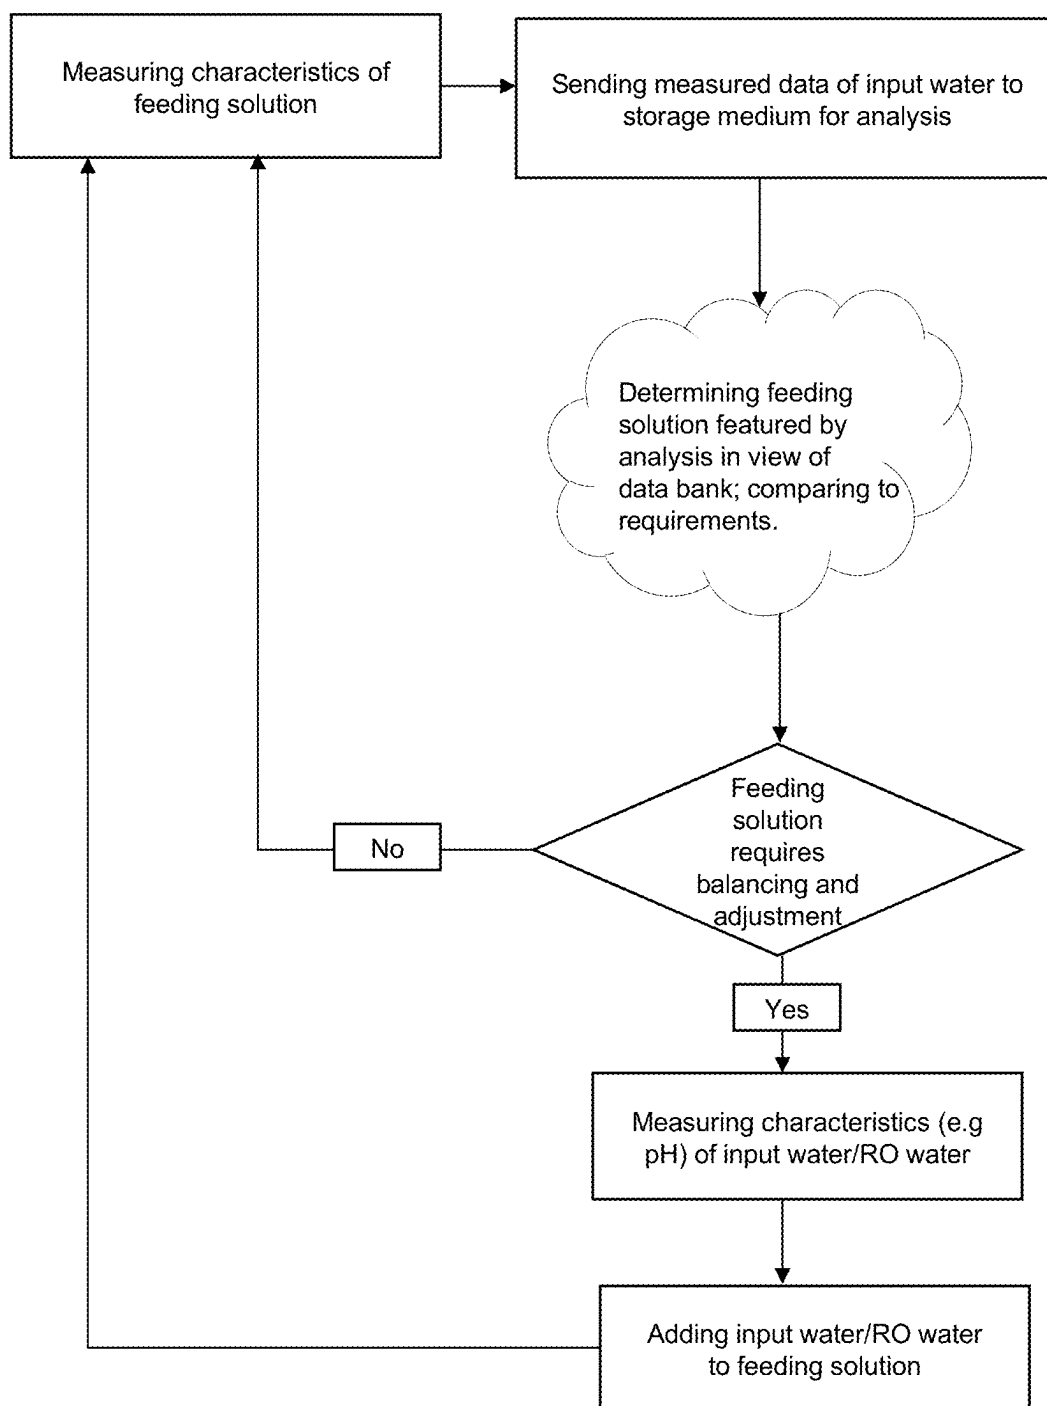 Measuring characteristics of
feeding solution
Sending measured data of input water to
storage medium for analysis
Determining feeding
solution featured by
analysis in view of
data bank; comparing to
requirements.
Feeding
solution
requires
balancing and
adjustment
No
Yes
Measuring characteristics (e.g
pH) of input water/RO water
Adding input water/RO water
to feeding solution